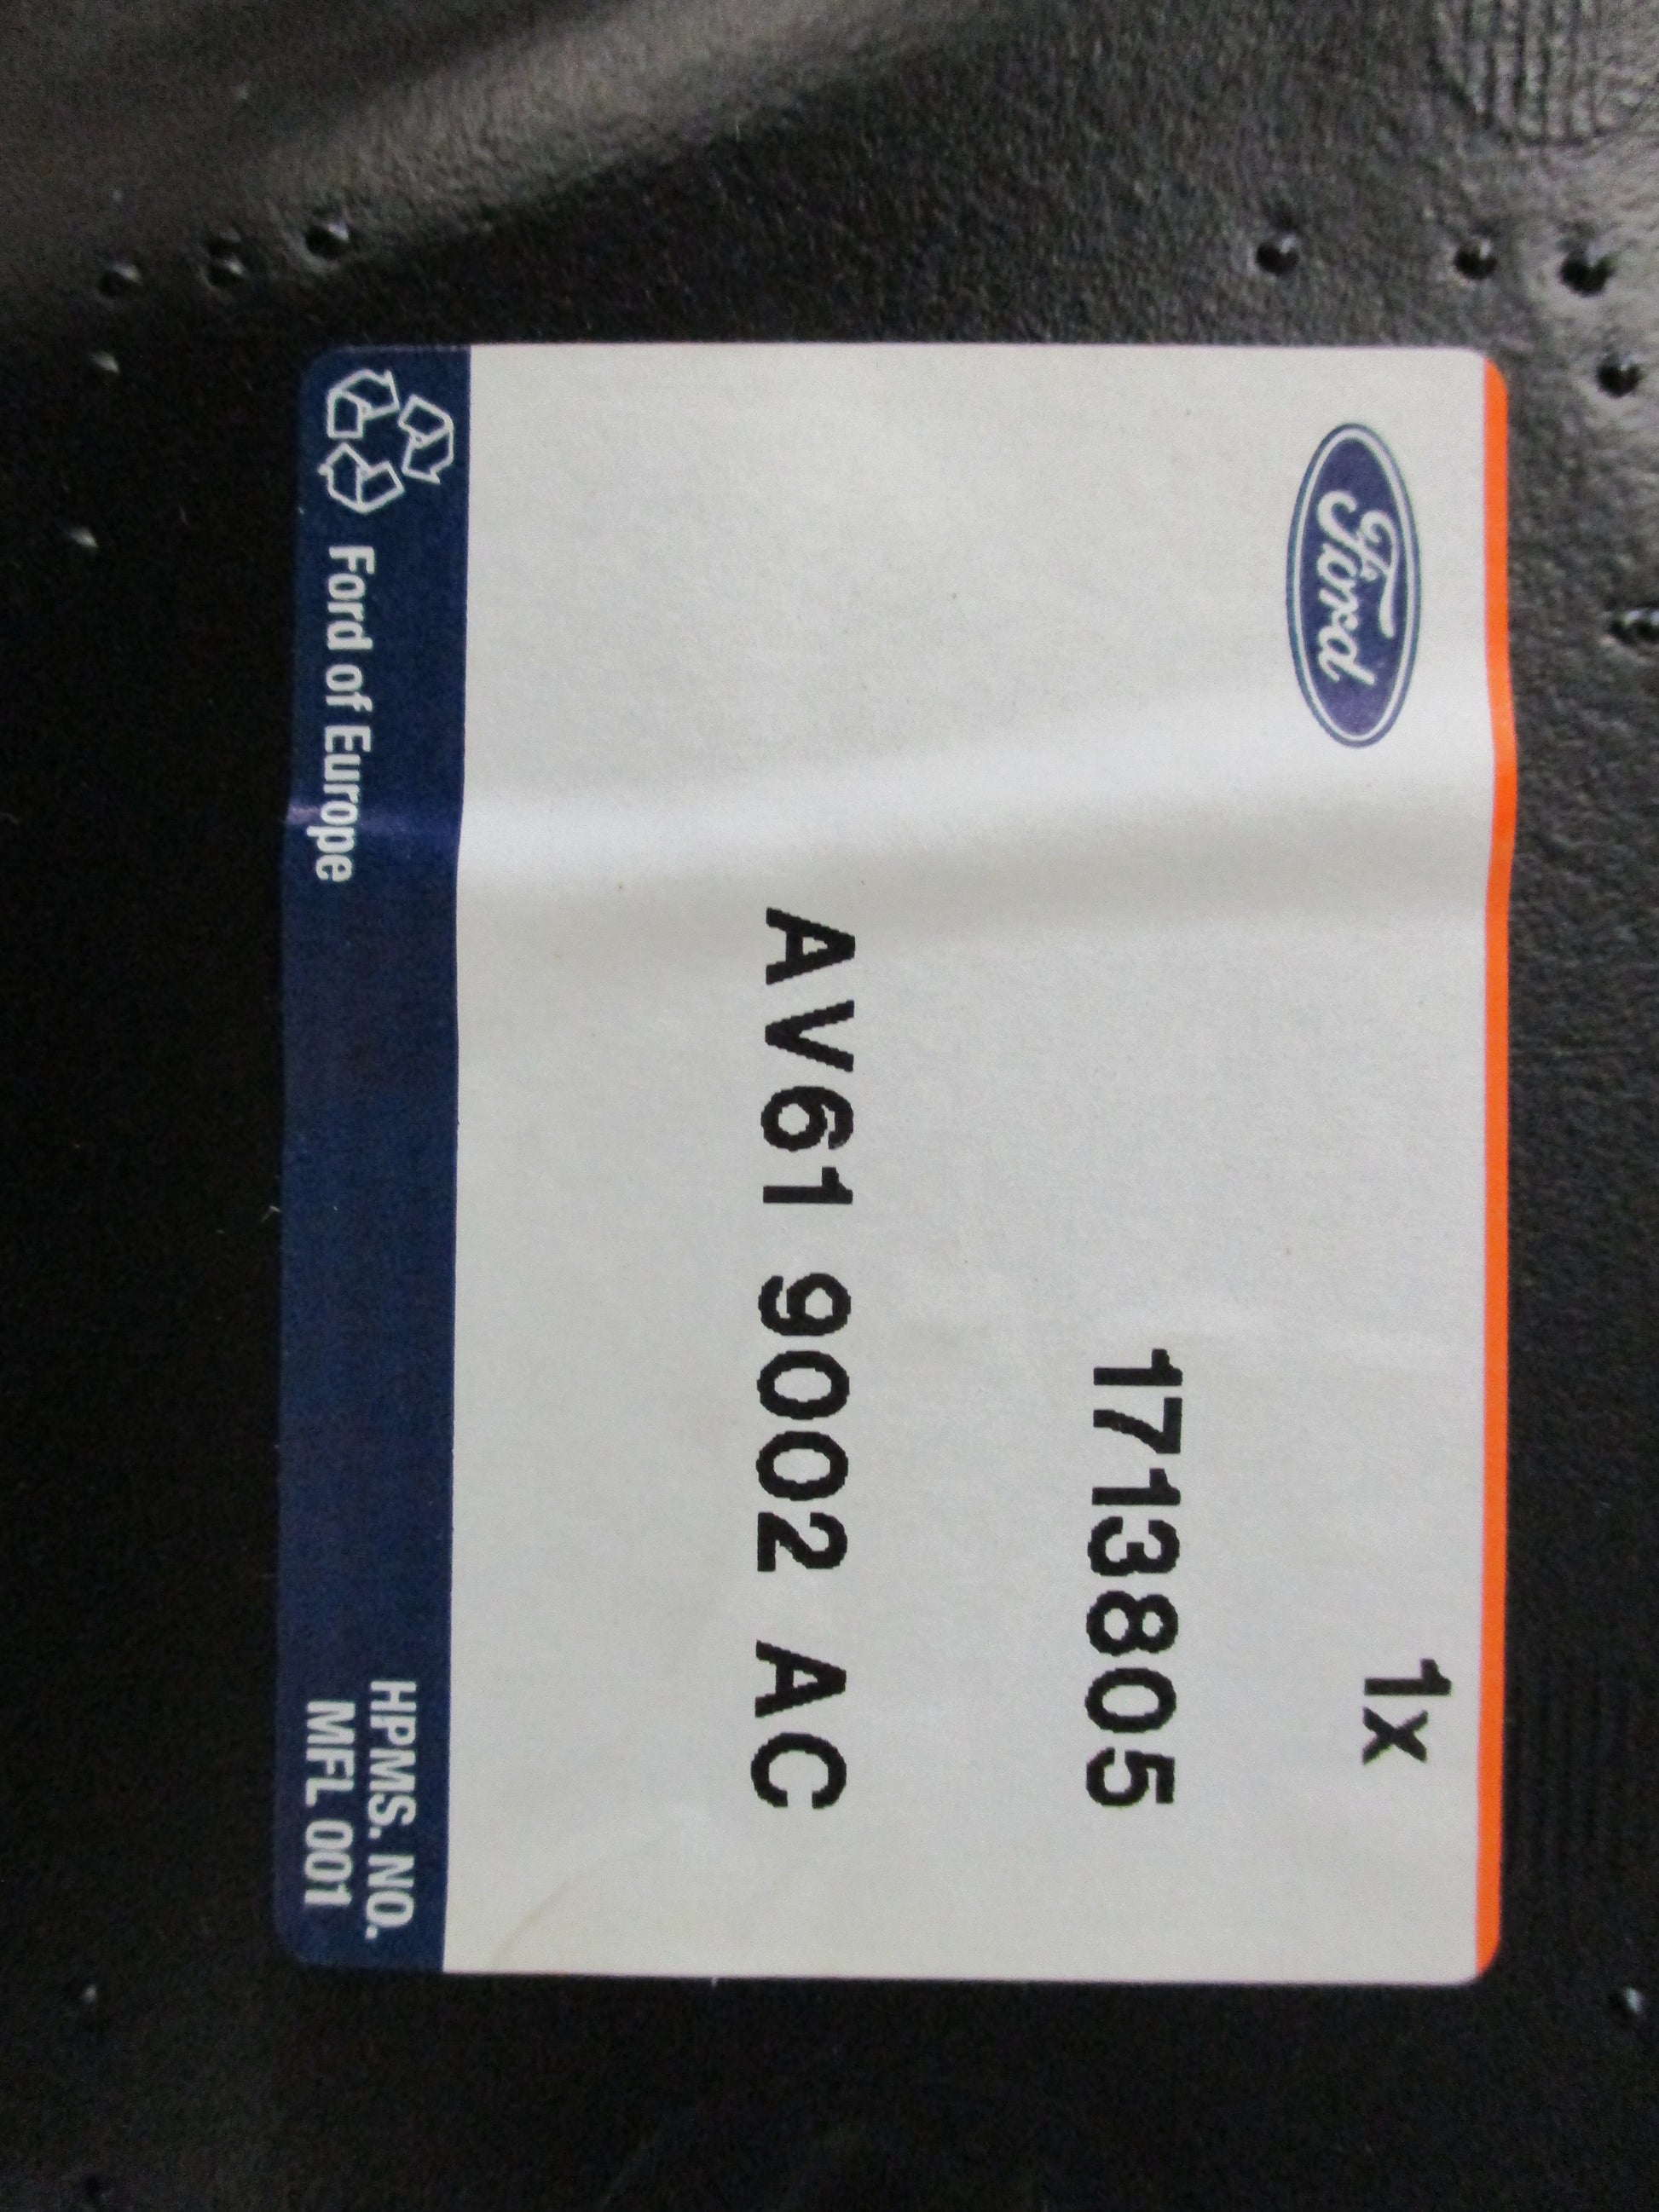 Ford
1x
1713805
AV61 9002 AC
Ford of Europe
HPMS. NO.
MFL 001